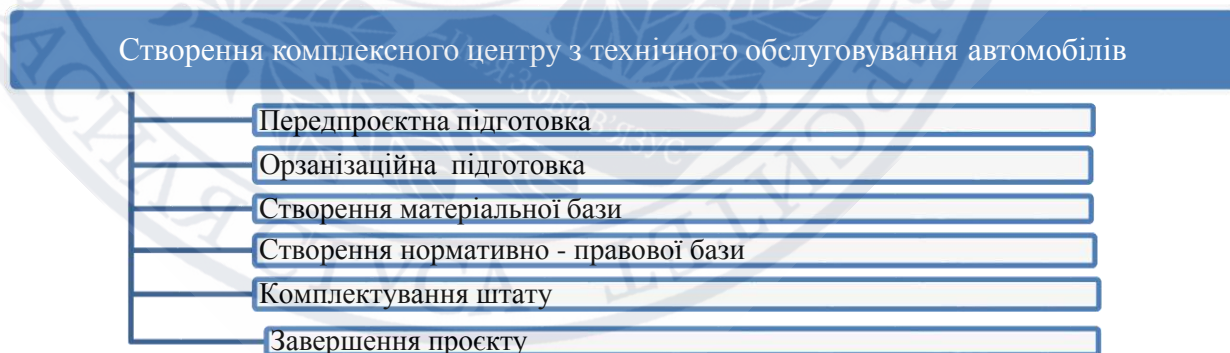 Створення комплексного центру з технічного обслуговування автомобілів
Передпроєктна підготовка
Орзанізаційна підготовка
Створення матеріальної бази
Створення нормативно - правової бази
Комплектування штату
Завершення проєкту